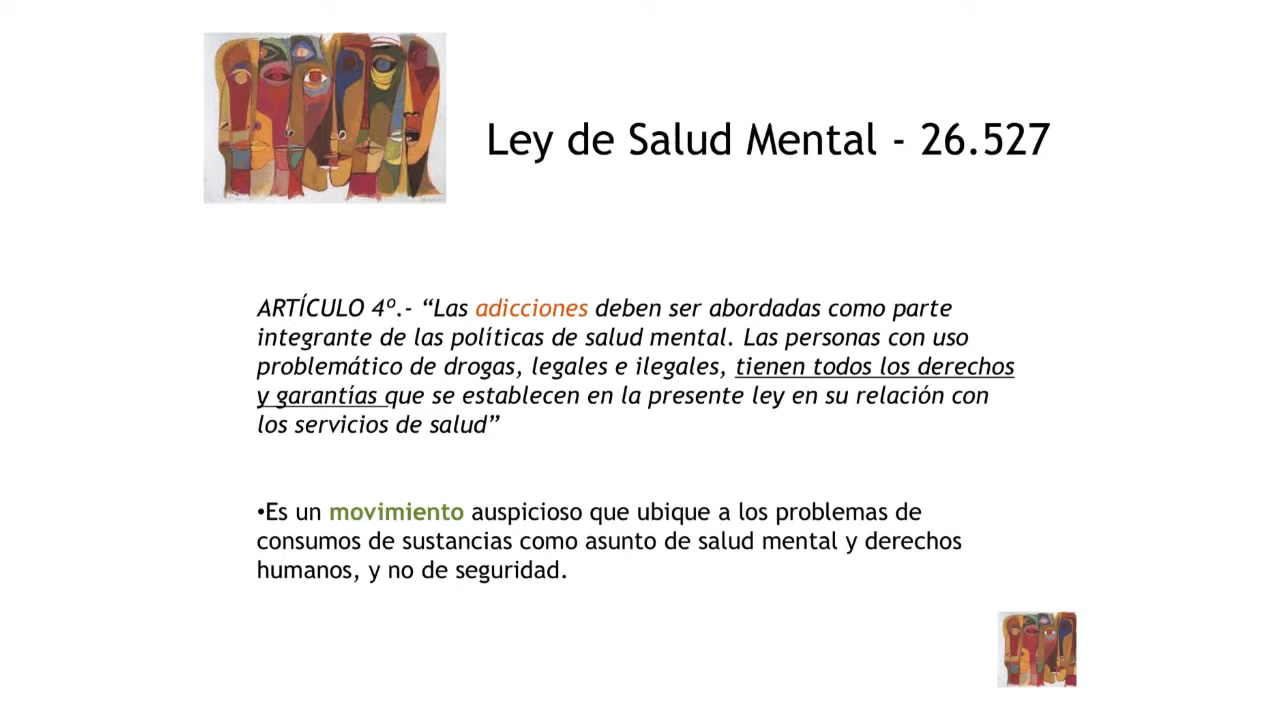 Ley de Salud Mental - 26.527
ARTÍCULO 4º.- “Las adicciones deben ser abordadas como parte
integrante de las políticas de salud mental. Las personas con uso
problemático de drogas, legales e ilegales, tienen todos los derechos
y garantías que se establecen en la presente ley en su relación con
los servicios de salud”
•Es un movimiento auspicioso que ubique a los problemas de
consumos de sustancias como asunto de salud mental y derechos
humanos, y no de seguridad.